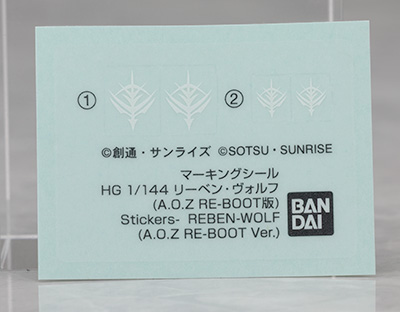 ① ②
©創通・サンライズ ©SOTSU・SUNRISE
マーキングシール
HG 1/144 リーベン・ヴォルフ
(A.O.Z RE-BOOT版)
Stickers- REBEN-WOLF
(A.O.Z RE-BOOT Ver.)
BAN
DAI